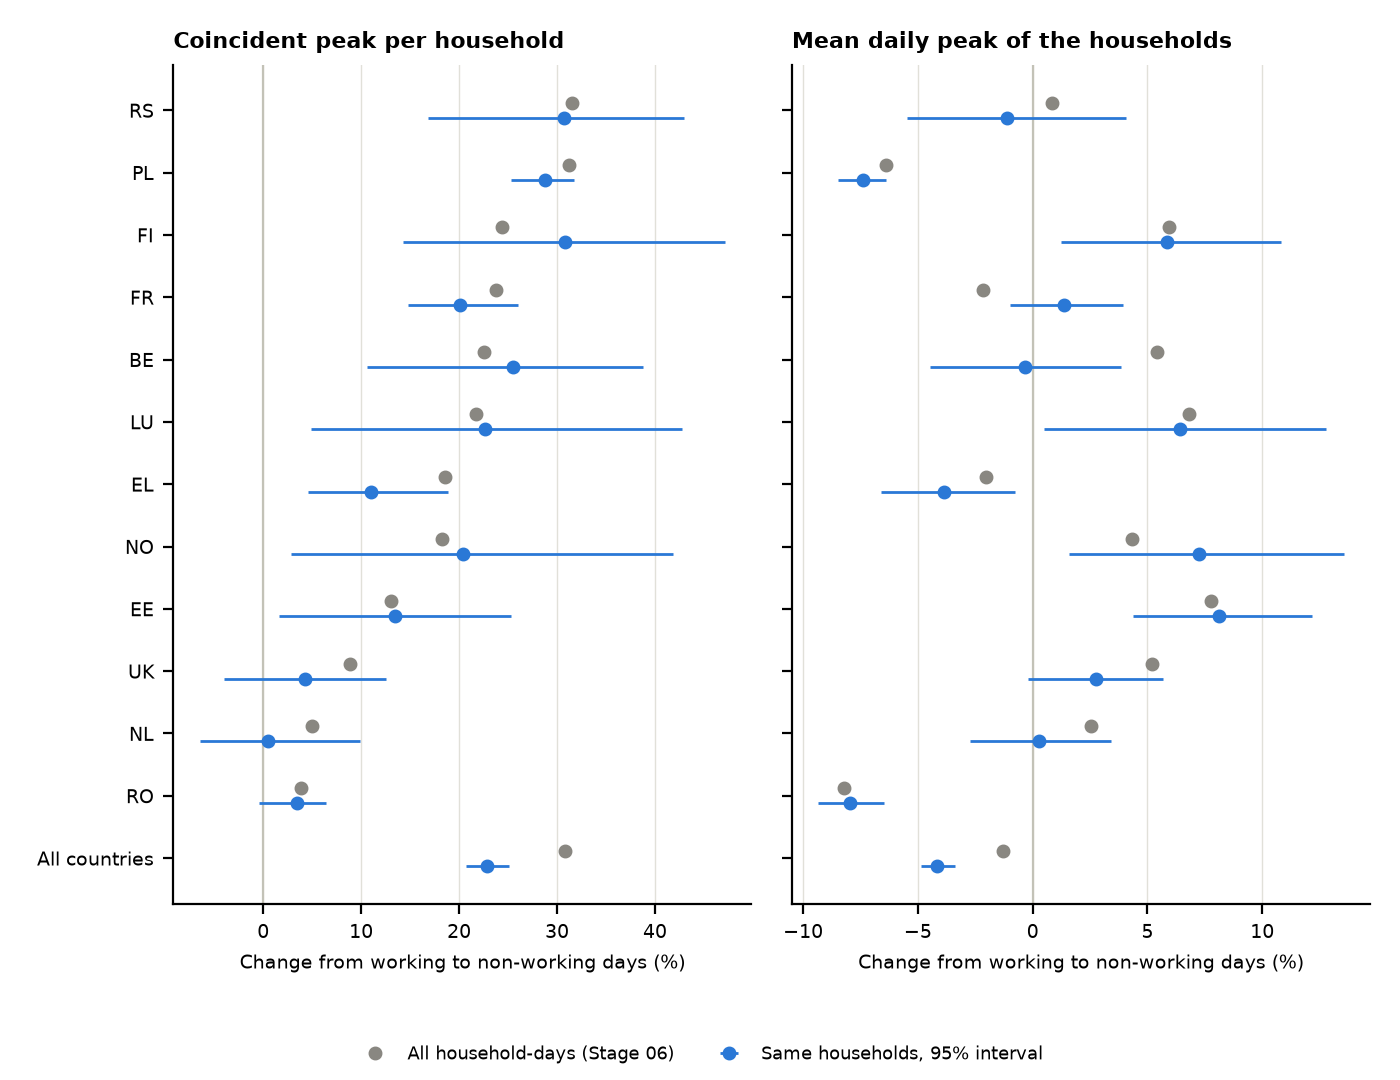 Coincident peak per household
Mean daily peak of the households
RS
PL
FI
FR
BE
LU
EL
NO
EE
UK
NL
RO
All countries
0 10 20 30 40
−10 −5 0 5 10
Change from working to non-working days (%)
Change from working to non-working days (%)
All household-days (Stage 06)
Same households, 95% interval